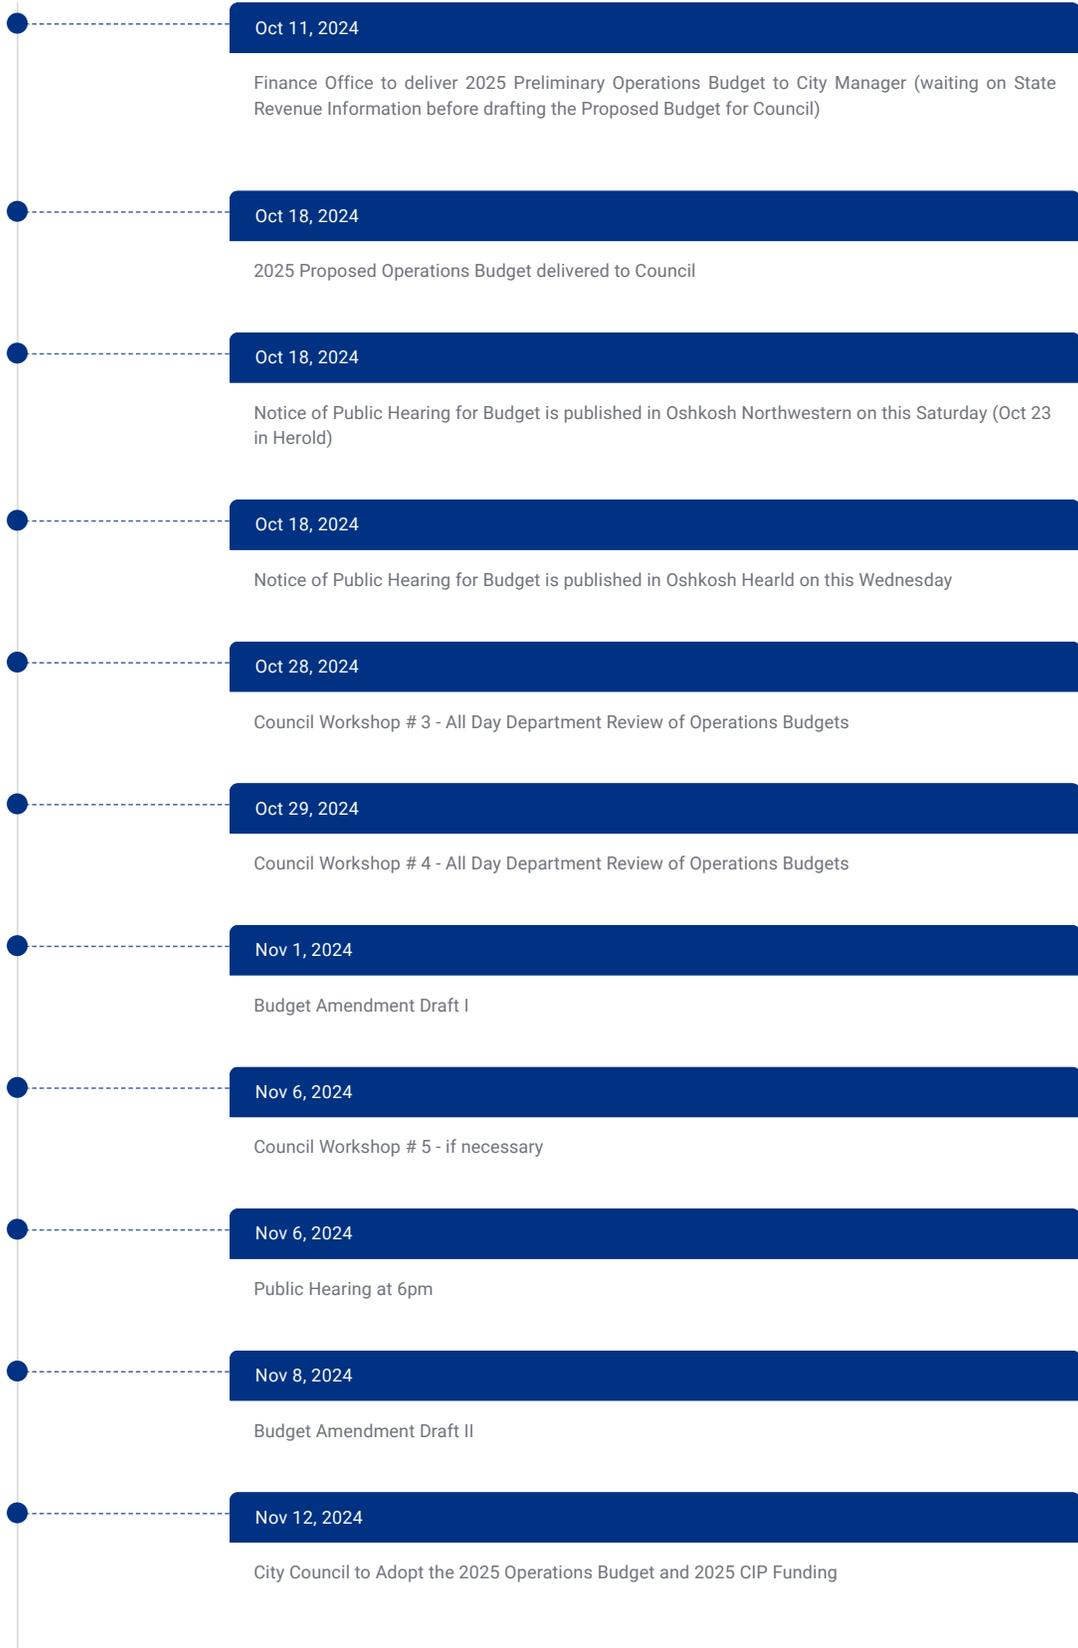 Oct 11, 2024
Finance Office to deliver 2025 Preliminary Operations Budget to City Manager (waiting on State
Revenue Information before drafting the Proposed Budget for Council)
Oct 18, 2024
2025 Proposed Operations Budget delivered to Council
Oct 18, 2024
Notice of Public Hearing for Budget is published in Oshkosh Northwestern on this Saturday (Oct 23
in Herold)
Oct 18, 2024
Notice of Public Hearing for Budget is published in Oshkosh Hearld on this Wednesday
Oct 28, 2024
Council Workshop # 3 - All Day Department Review of Operations Budgets
Oct 29, 2024
Council Workshop # 4 - All Day Department Review of Operations Budgets
Nov 1, 2024
Budget Amendment Draft I
Nov 6, 2024
Council Workshop # 5 - if necessary
Nov 6, 2024
Public Hearing at 6pm
Nov 8, 2024
Budget Amendment Draft II
Nov 12, 2024
City Council to Adopt the 2025 Operations Budget and 2025 CIP Funding